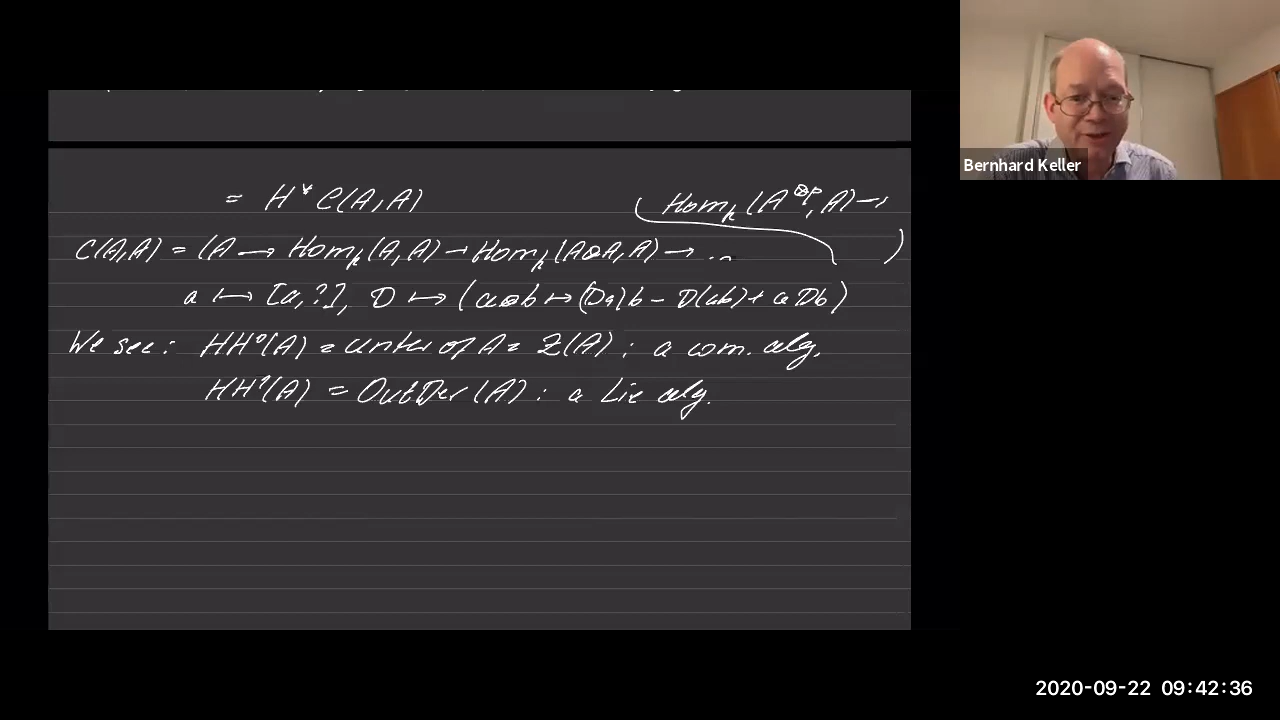 = H* C(A,A)
Hom_k(A^{⊗p}, A) →
C(A,A) = (A → Hom_k(A,A) → Hom_k(A⊗A,A) → ... )
a ↦ [a,?], D ↦ (a⊗b ↦ (Da)b - D(ab) + a Db)
We see: HH⁰(A) = center of A = Z(A) : a com. alg.
HH¹(A) = OutDer(A) : a Lie alg.
Bernhard Keller
2020-09-22 09:42:36